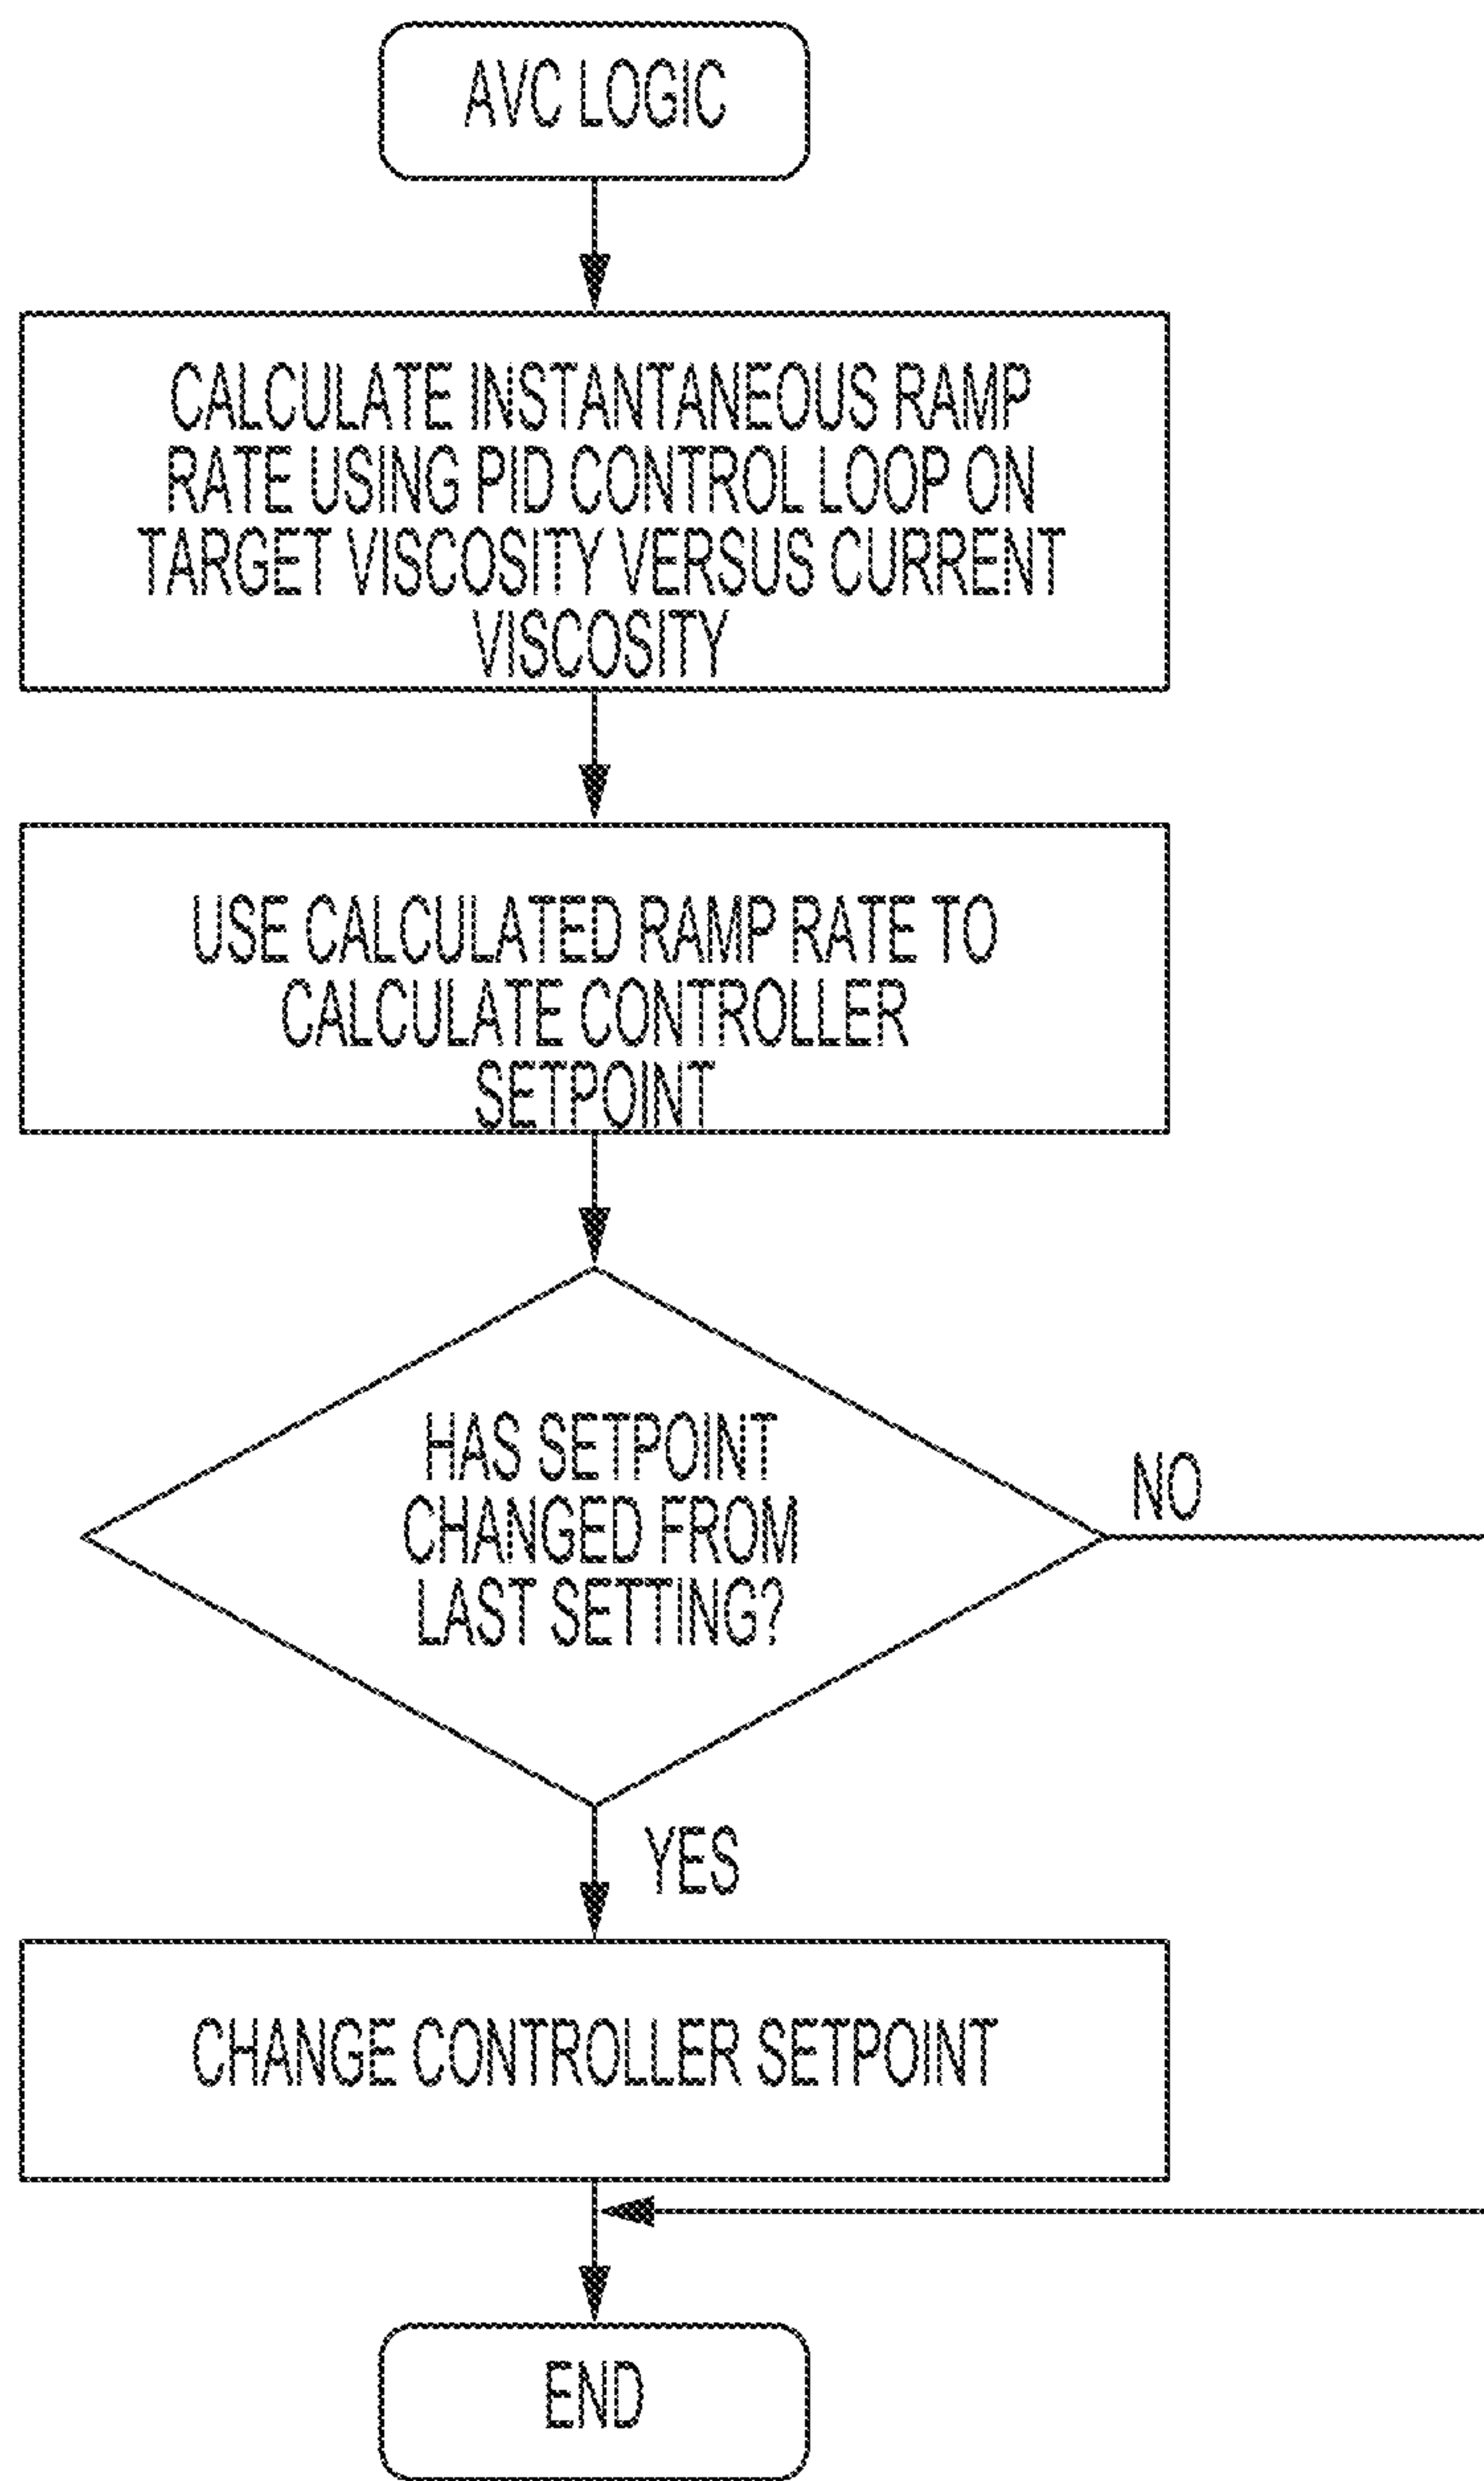 AVC LOGIC
CALCULATE INSTANTANEOUS RAMP
RATE USING PID CONTROL LOOP ON
TARGET VISCOSITY VERSUS CURRENT
VISCOSITY
USE CALCULATED RAMP RATE TO
CALCULATE CONTROLLER
SETPOINT
HAS SETPOINT
CHANGED FROM
LAST SETTING?
NO
YES
CHANGE CONTROLLER SETPOINT
END